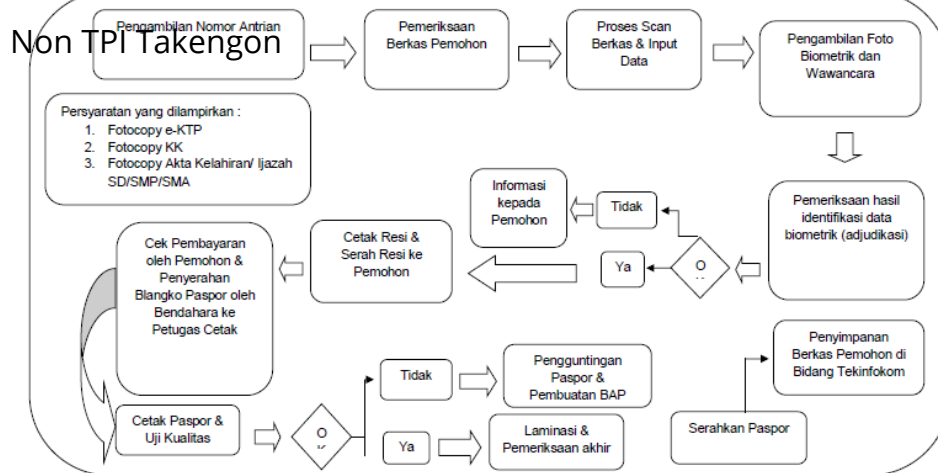 Non TPI Takengon
Pengambilan Nomor Antrian
Pemeriksaan
Berkas Pemohon
Proses Scan
Berkas & Input
Data
Pengambilan Foto
Biometrik dan
Wawancara
Persyaratan yang dilampirkan :
1. Fotocopy e-KTP
2. Fotocopy KK
3. Fotocopy Akta Kelahiran/ Ijazah
SD/SMP/SMA
Pemeriksaan hasil
identifikasi data
biometrik (adjudikasi)
O
Tidak
Informasi
kepada
Pemohon
Ya
Cetak Resi &
Serah Resi ke
Pemohon
Cek Pembayaran
oleh Pemohon &
Penyerahan
Blangko Paspor oleh
Bendahara ke
Petugas Cetak
Cetak Paspor &
Uji Kualitas
O
Tidak
Pengguntingan
Paspor &
Pembuatan BAP
Ya
Laminasi &
Pemeriksaan akhir
Serahkan Paspor
Penyimpanan
Berkas Pemohon di
Bidang Tekinfokom